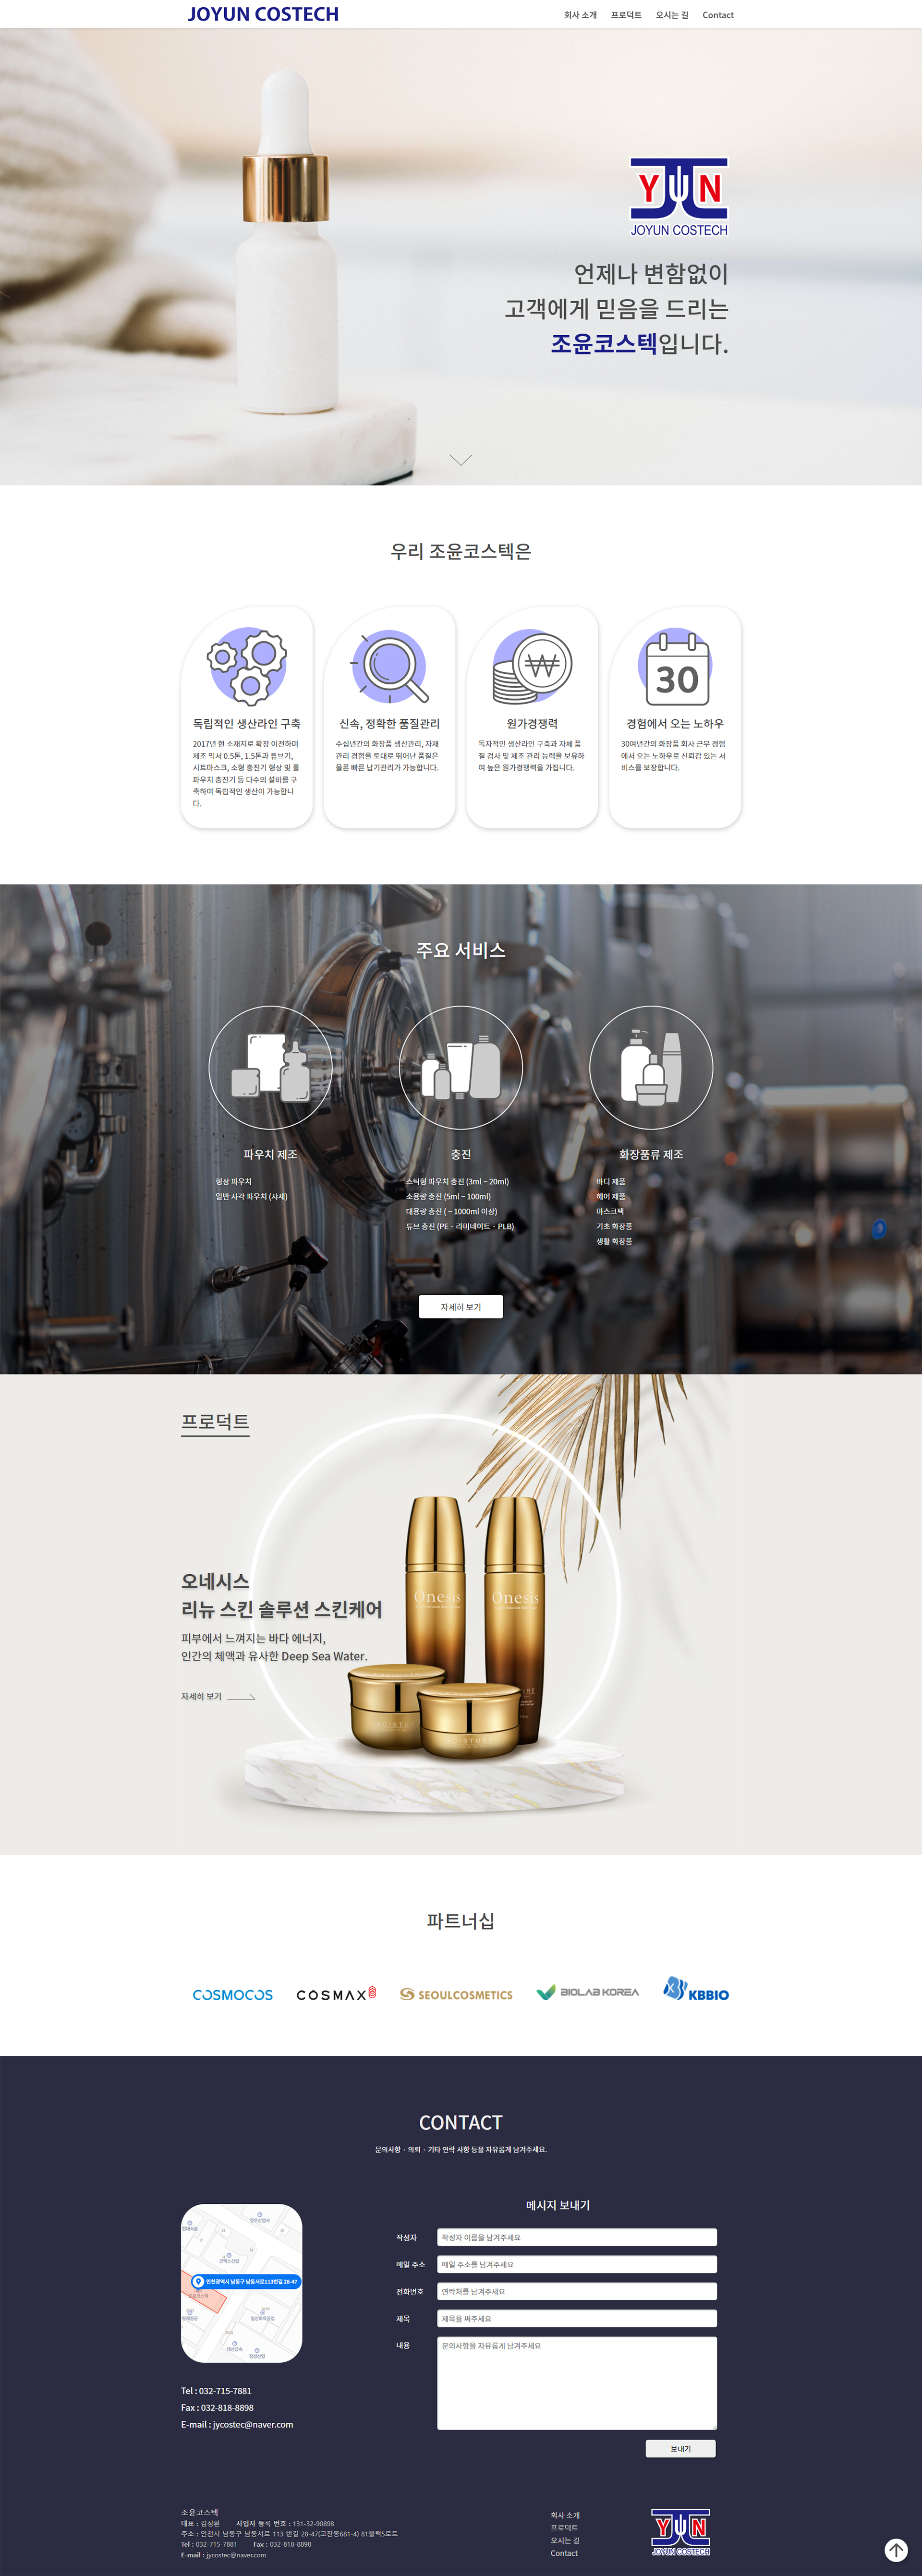 JOYUN COSTECH
회사 소개 프로덕트 오시는 길 Contact
Y N
JOYUN COSTECH
언제나 변함없이
고객에게 믿음을 드리는
조윤코스텍입니다.
우리 조윤코스텍은
독립적인 생산라인 구축
2017년 현 소재지로 확장 이전하며
제조 믹서 0.5톤, 1.5톤과 튜브기,
시트마스크, 소형 충진기 형상 및 롤
파우치 충진기 등 다수의 설비를 구
축하여 독립적인 생산이 가능합니
다.
신속, 정확한 품질관리
수십년간의 화장품 생산관리, 자재
관리 경험을 토대로 뛰어난 품질은
물론 빠른 납기관리가 가능합니다.
원가경쟁력
독자적인 생산라인 구축과 자체 품
질 검사 및 제조 관리 능력을 보유하
여 높은 원가경쟁력을 가집니다.
30
경험에서 오는 노하우
30여년간의 화장품 회사 근무 경험
에서 오는 노하우로 신뢰감 있는 서
비스를 보장합니다.
주요 서비스
파우치 제조
형상 파우치
일반 사각 파우치 (사세)
충진
스틱형 파우치 충진 (3ml ~ 20ml)
소용량 충진 (5ml ~ 100ml)
대용량 충진 ( ~ 1000ml 이상)
튜브 충진 (PE · 리미네이트 · PLB)
화장품류 제조
바디 제품
헤어 제품
마스크팩
기초 화장품
생활 화장품
자세히 보기
프로덕트
오네시스
리뉴 스킨 솔루션 스킨케어
피부에서 느껴지는 바다 에너지,
인간의 체액과 유사한 Deep Sea Water.
자세히 보기
Onesis
Onesis
파트너십
COSMOCOS
COSMAX
SEOULCOSMETICS
BIOLAB KOREA
KBBIO
CONTACT
문의사항 · 의뢰 · 기타 연락 사항 등을 자유롭게 남겨주세요.
인천광역시 남동구 남동서로113번길 28-47
Tel : 032-715-7881
Fax : 032-818-8898
E-mail : jycostec@naver.com
메시지 보내기
작성자 작성자 이름을 남겨주세요
메일 주소 메일 주소를 남겨주세요
전화번호 연락처를 남겨주세요
제목 제목을 써주세요
내용 문의사항을 자유롭게 남겨주세요
보내기
조윤코스텍
대표 : 김성환 사업자 등록 번호 : 131-32-90898
주소 : 인천시 남동구 남동서로 113 번길 28-47(고잔동681-4) 81블럭5로트
Tel : 032-715-7881 Fax : 032-818-8898
E-mail : jycostec@naver.com
회사 소개
프로덕트
오시는 길
Contact
Y N
JOYUN COSTECH